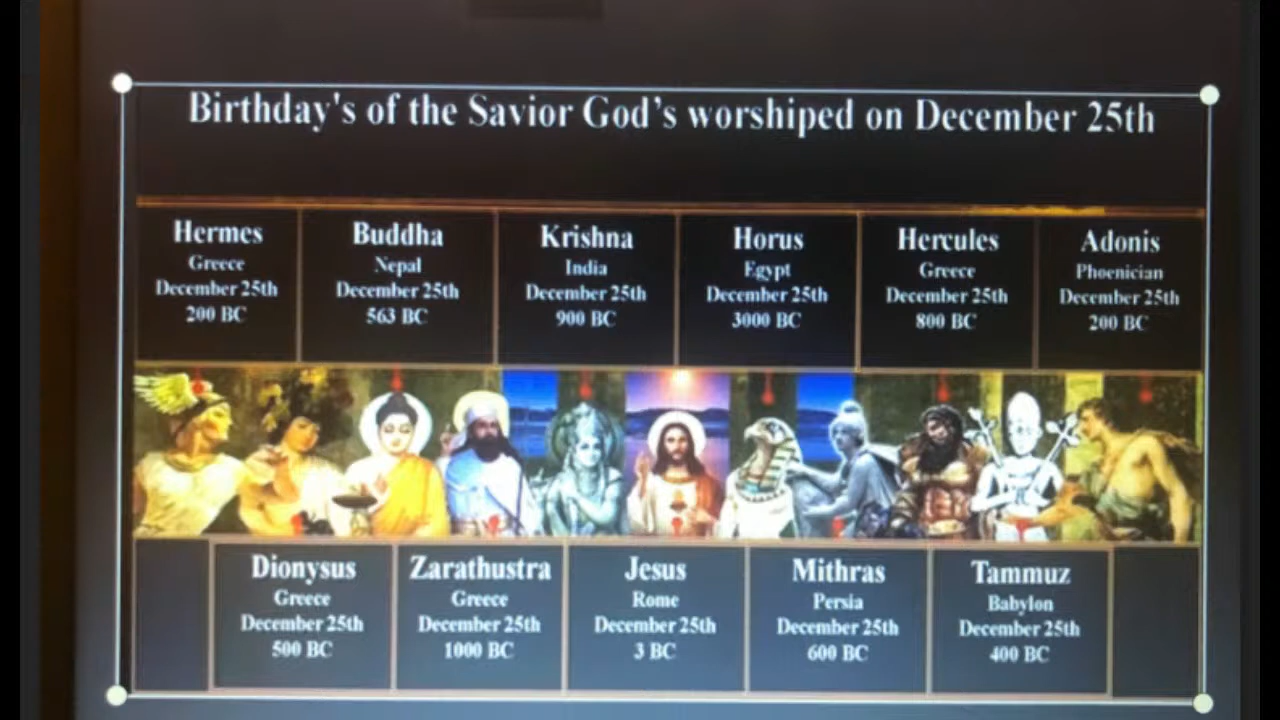 Birthday's of the Savior God's worshiped on December 25th
Hermes
Greece
December 25th
200 BC
Buddha
Nepal
December 25th
563 BC
Krishna
India
December 25th
900 BC
Horus
Egypt
December 25th
3000 BC
Hercules
Greece
December 25th
800 BC
Adonis
Phoenician
December 25th
200 BC
Dionysus
Greece
December 25th
500 BC
Zarathustra
Greece
December 25th
1000 BC
Jesus
Rome
December 25th
3 BC
Mithras
Persia
December 25th
600 BC
Tammuz
Babylon
December 25th
400 BC